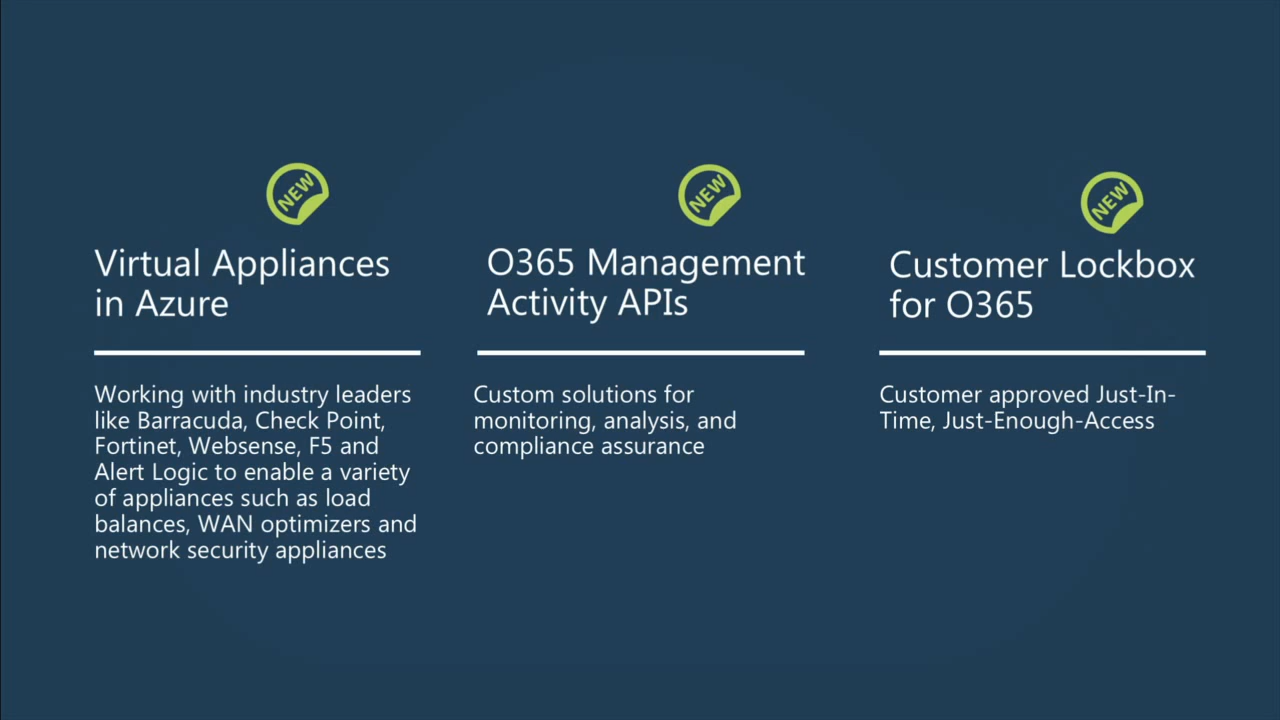 NEW
Virtual Appliances
in Azure
Working with industry leaders
like Barracuda, Check Point,
Fortinet, Websense, F5 and
Alert Logic to enable a variety
of appliances such as load
balances, WAN optimizers and
network security appliances
NEW
O365 Management
Activity APIs
Custom solutions for
monitoring, analysis, and
compliance assurance
NEW
Customer Lockbox
for O365
Customer approved Just-In-
Time, Just-Enough-Access